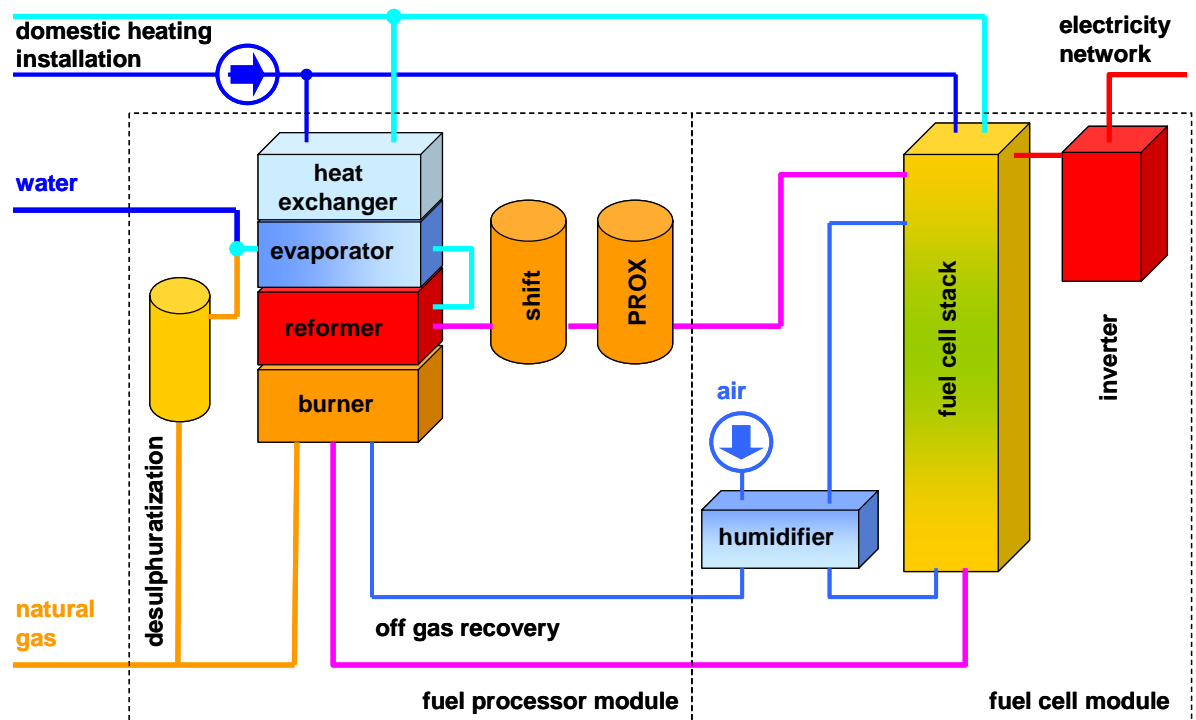 domestic heating
installation
electricity
network
water
heat
exchanger
evaporator
reformer
burner
shift
PROX
fuel cell stack
inverter
air
humidifier
desulphuratization
natural
gas
off gas recovery
fuel processor module
fuel cell module